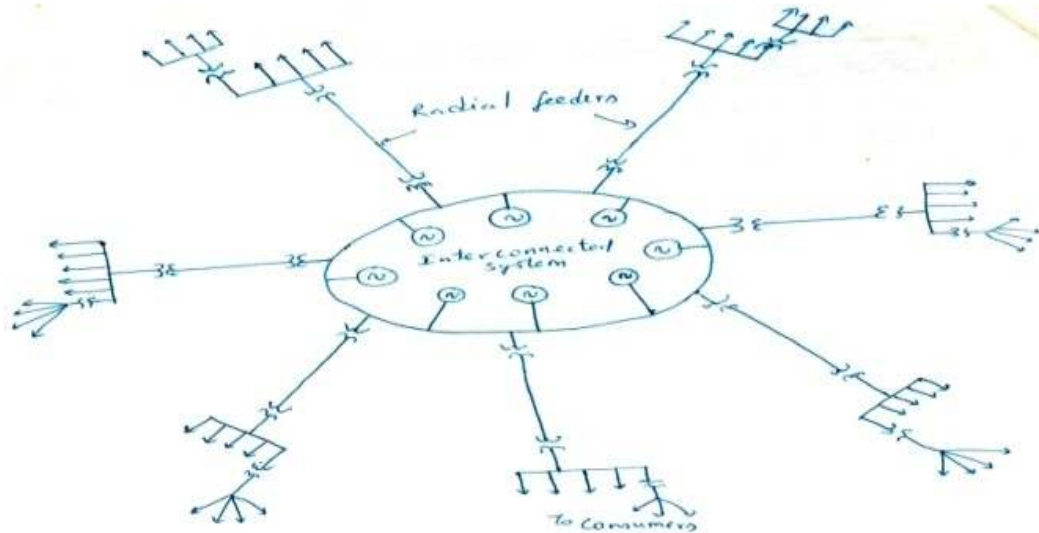 Radial feeders
Interconnected
system
To consumers